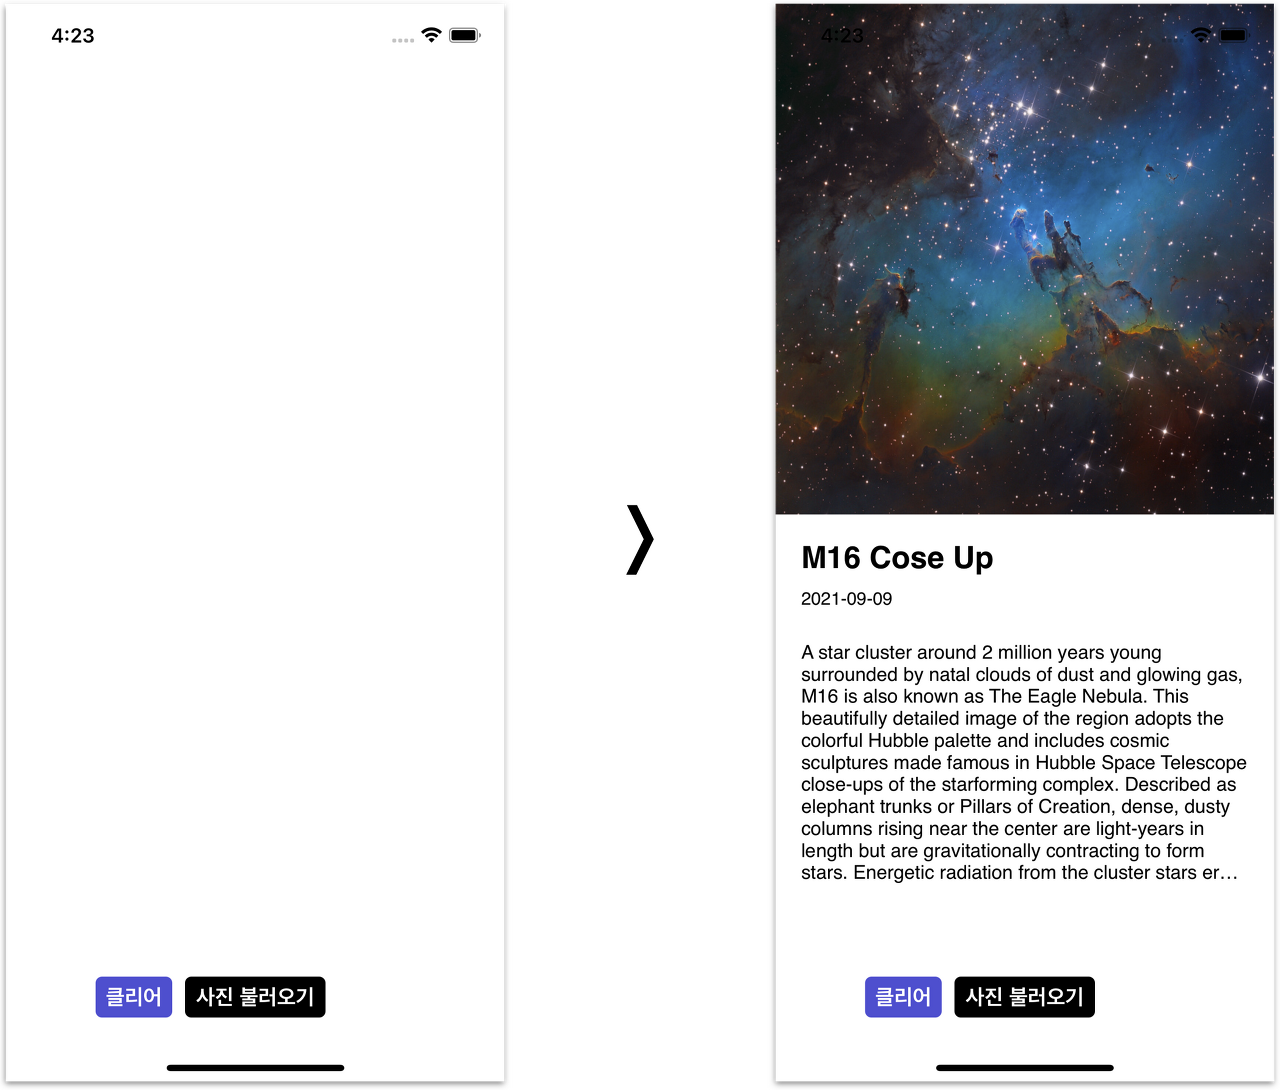 4:23
클리어
사진 불러오기
4:23
M16 Cose Up
2021-09-09
A star cluster around 2 million years young
surrounded by natal clouds of dust and glowing gas,
M16 is also known as The Eagle Nebula. This
beautifully detailed image of the region adopts the
colorful Hubble palette and includes cosmic
sculptures made famous in Hubble Space Telescope
close-ups of the starforming complex. Described as
elephant trunks or Pillars of Creation, dense, dusty
columns rising near the center are light-years in
length but are gravitationally contracting to form
stars. Energetic radiation from the cluster stars er…
클리어
사진 불러오기